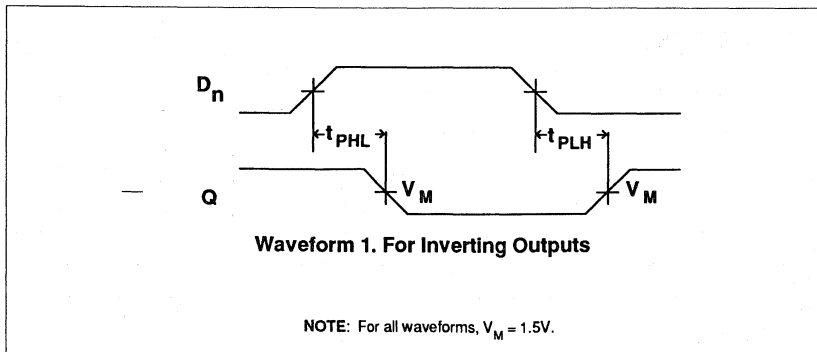 Dn
tPHL
tPLH
VM
VM
Q
Waveform 1. For Inverting Outputs
NOTE: For all waveforms, VM = 1.5V.